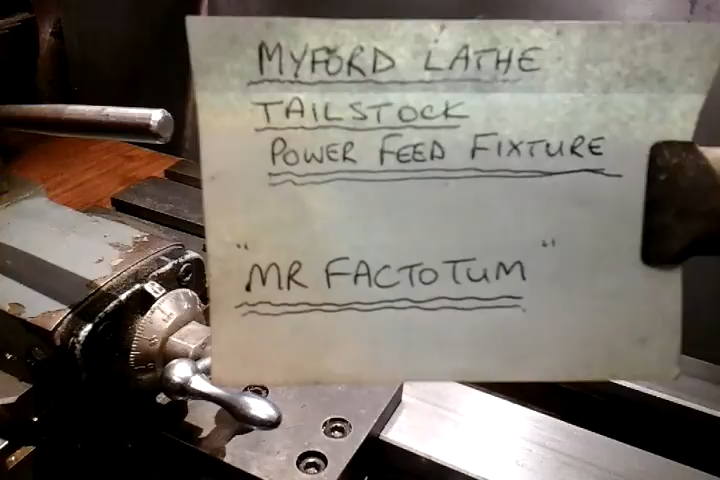 MYFORD LATHE
TAILSTOCK
POWER FEED FIXTURE
"MR FACTOTUM"